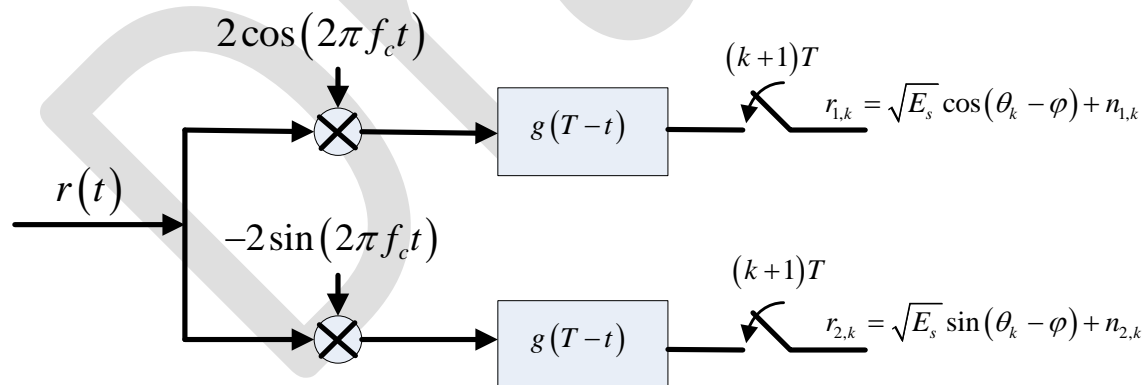 2cos(2πf_c t)
(k+1)T
g(T−t)
r_{1,k} = √E_s cos(θ_k − φ) + n_{1,k}
r(t)
−2sin(2πf_c t)
(k+1)T
g(T−t)
r_{2,k} = √E_s sin(θ_k − φ) + n_{2,k}